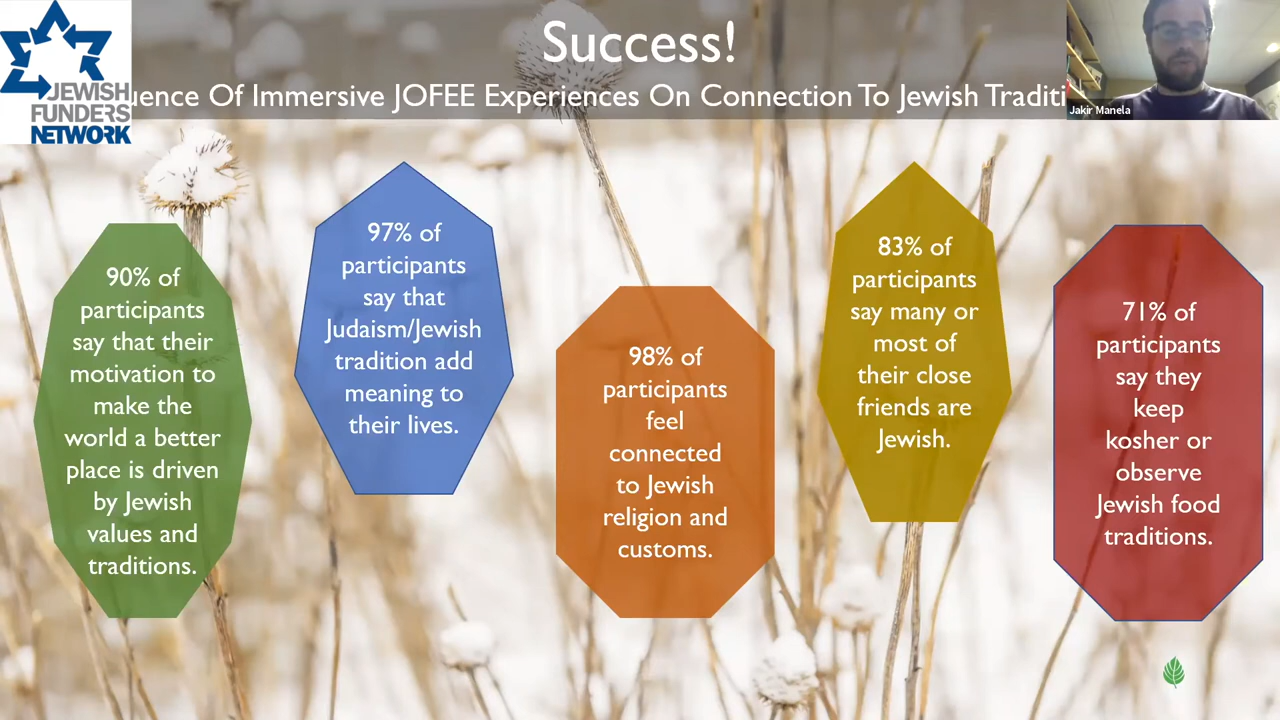 Success!
uence Of Immersive JOFEE Experiences On Connection To Jewish Traditi
JEWISH
FUNDERS
NETWORK
Jakir Manela
90% of
participants
say that their
motivation to
make the
world a better
place is driven
by Jewish
values and
traditions.
97% of
participants
say that
Judaism/Jewish
tradition add
meaning to
their lives.
98% of
participants
feel
connected
to Jewish
religion and
customs.
83% of
participants
say many or
most of
their close
friends are
Jewish.
71% of
participants
say they
keep
kosher or
observe
Jewish food
traditions.